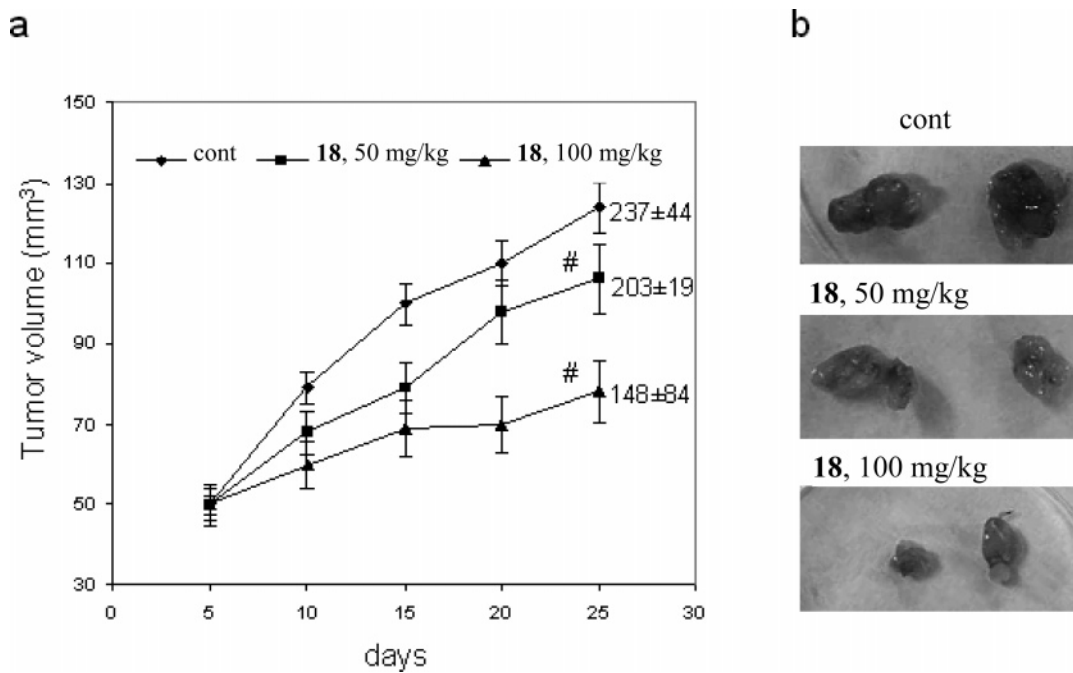 a
b
150
130
110
90
70
50
30
0
5
10
15
20
25
30
Tumor volume (mm³)
days
cont
18, 50 mg/kg
18, 100 mg/kg
237±44
#
203±19
#
148±84
cont
18, 50 mg/kg
18, 100 mg/kg